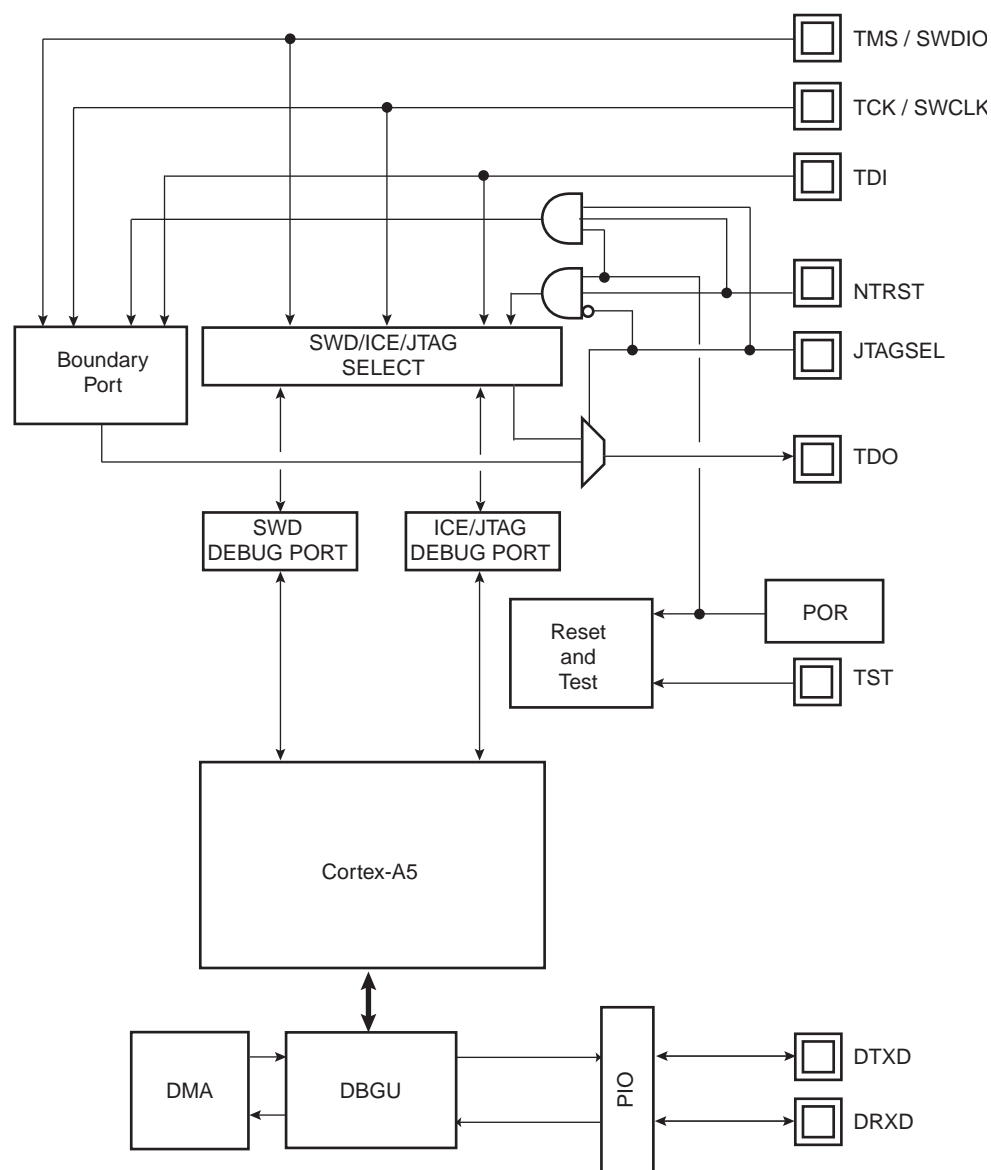 TMS / SWDIO
TCK / SWCLK
TDI
NTRST
JTAGSEL
SWD/ICE/JTAG
SELECT
Boundary
Port
TDO
SWD
DEBUG PORT
ICE/JTAG
DEBUG PORT
POR
Reset
and
Test
TST
Cortex-A5
DMA
DBGU
PIO
DTXD
DRXD